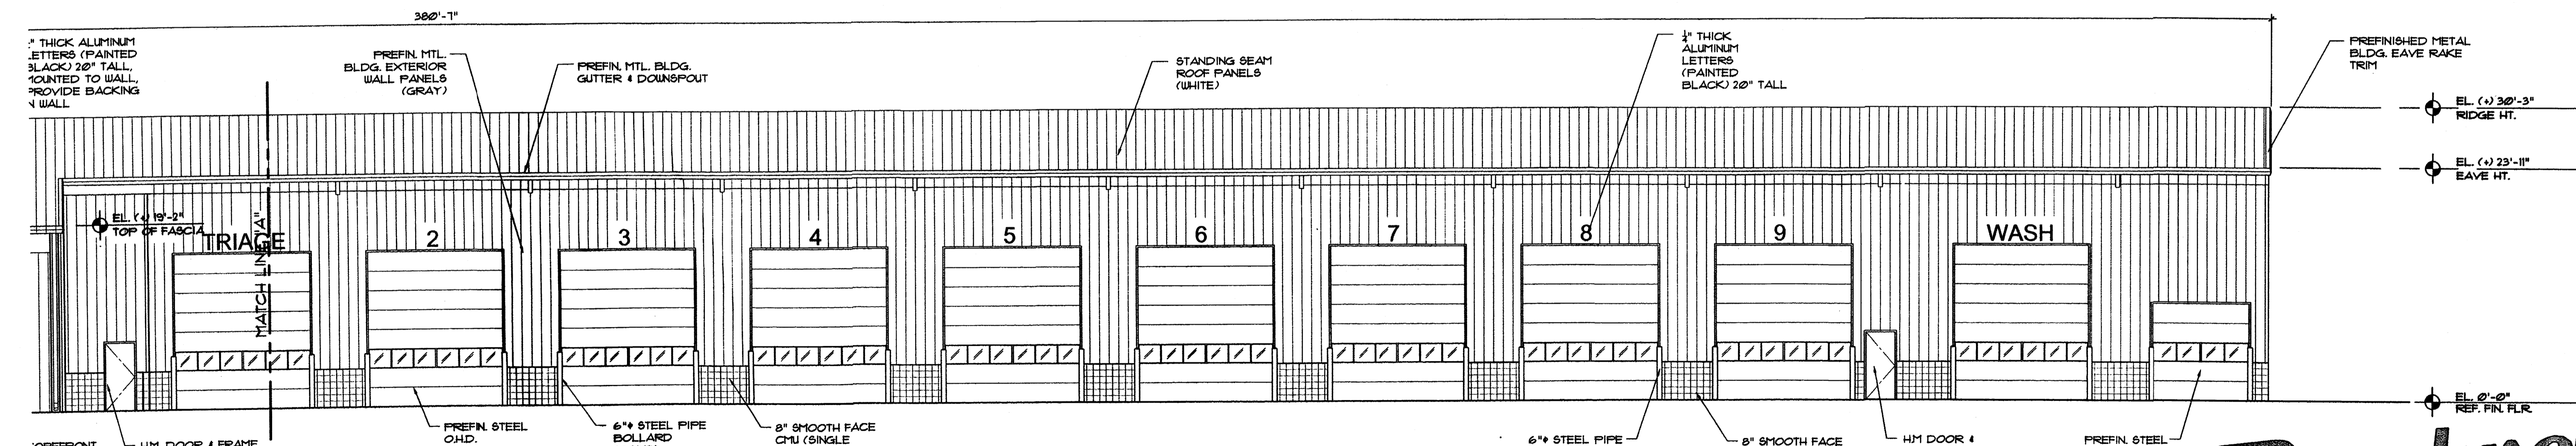 380'-7"
" THICK ALUMINUM
LETTERS (PAINTED
BLACK) 20" TALL,
MOUNTED TO WALL,
PROVIDE BACKING
N WALL
PREFIN. MTL.
BLDG. EXTERIOR
WALL PANELS
(GRAY)
PREFIN. MTL. BLDG.
GUTTER & DOWNSPOUT
STANDING SEAM
ROOF PANELS
(WHITE)
1/4" THICK
ALUMINUM
LETTERS
(PAINTED
BLACK) 20" TALL
PREFINISHED METAL
BLDG. EAVE RAKE
TRIM
EL. (+) 30'-3"
RIDGE HT.
EL. (+) 23'-11"
EAVE HT.
EL. (+) 19'-2"
TOP OF FASCIA
MATCH LINE "A"
TRIAGE
2
3
4
5
6
7
8
9
WASH
EL. 0'-0"
REF. FIN. FLR.
OREFRONT
H.M. DOOR & FRAME
PREFIN. STEEL
O.H.D.
6"ø STEEL PIPE
BOLLARD
8" SMOOTH FACE
CMU (SINGLE
6"ø STEEL PIPE
8" SMOOTH FACE
H.M DOOR &
PREFIN. STEEL